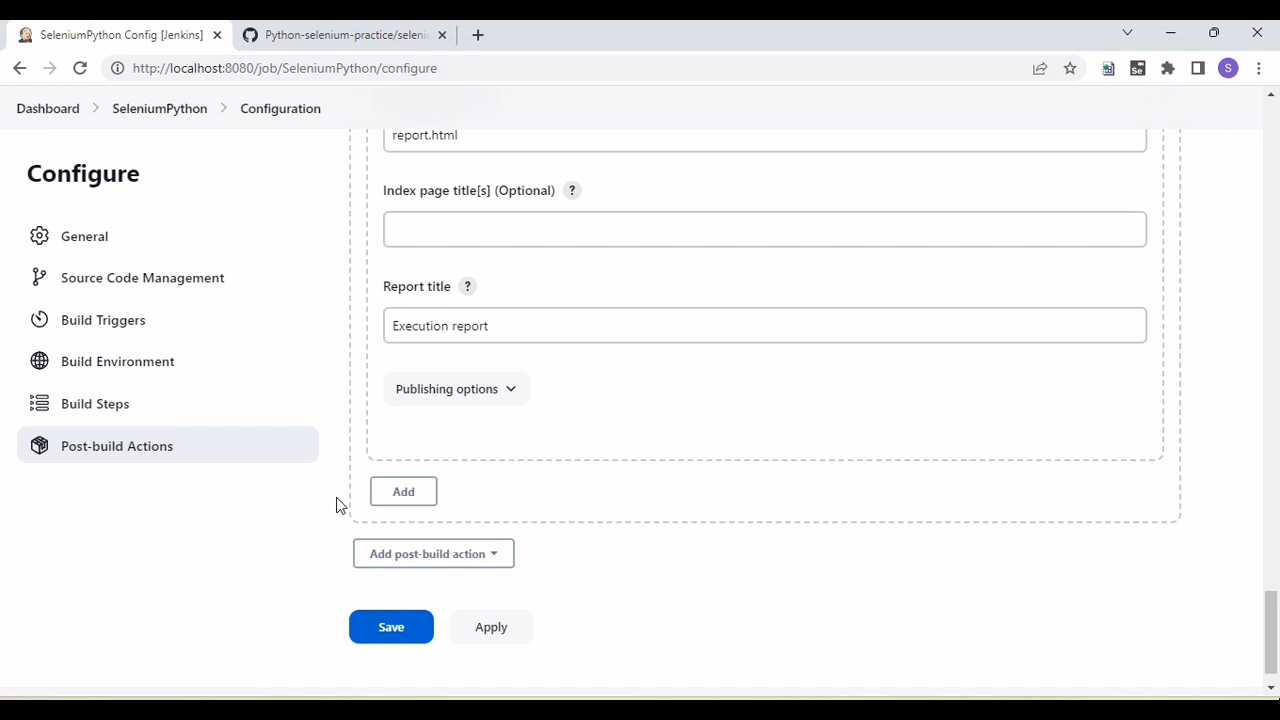 SeleniumPython Config [Jenkins]
Python-selenium-practice/seleni
http://localhost:8080/job/SeleniumPython/configure
Se
S
Dashboard
SeleniumPython
Configuration
Configure
General
Source Code Management
Build Triggers
Build Environment
Build Steps
Post-build Actions
report.html
Index page title[s] (Optional) ?
Report title ?
Execution report
Publishing options
Add
Add post-build action
Save
Apply